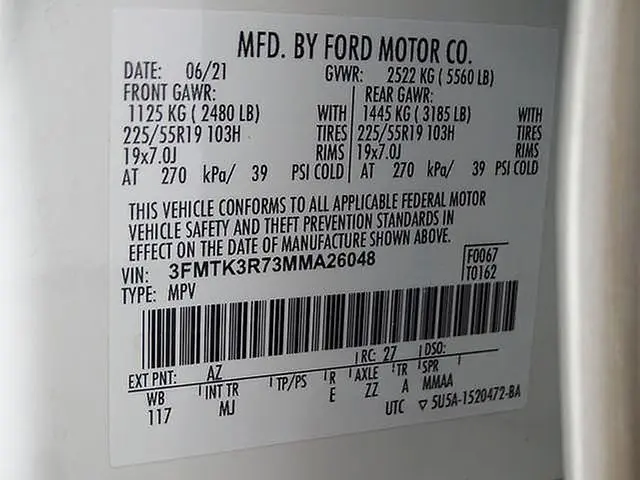 MFD. BY FORD MOTOR CO.
DATE: 06/21 GVWR: 2522 KG ( 5560 LB)
FRONT GAWR: REAR GAWR:
1125 KG ( 2480 LB) WITH 1445 KG ( 3185 LB) WITH
225/55R19 103H TIRES 225/55R19 103H TIRES
19x7.0J RIMS 19x7.0J RIMS
AT 270 kPa/ 39 PSI COLD AT 270 kPa/ 39 PSI COLD
THIS VEHICLE CONFORMS TO ALL APPLICABLE FEDERAL MOTOR
VEHICLE SAFETY AND THEFT PREVENTION STANDARDS IN
EFFECT ON THE DATE OF MANUFACTURE SHOWN ABOVE.
VIN: 3FMTK3R73MMA26048 F0067
TYPE: MPV T0162
EXT PNT: AZ RC: 27 DSO:
WB INT TR TP/PS R AXLE TR SPR
117 MJ E ZZ A MMAA
UTC ▽ 5U5A-1520472-BA